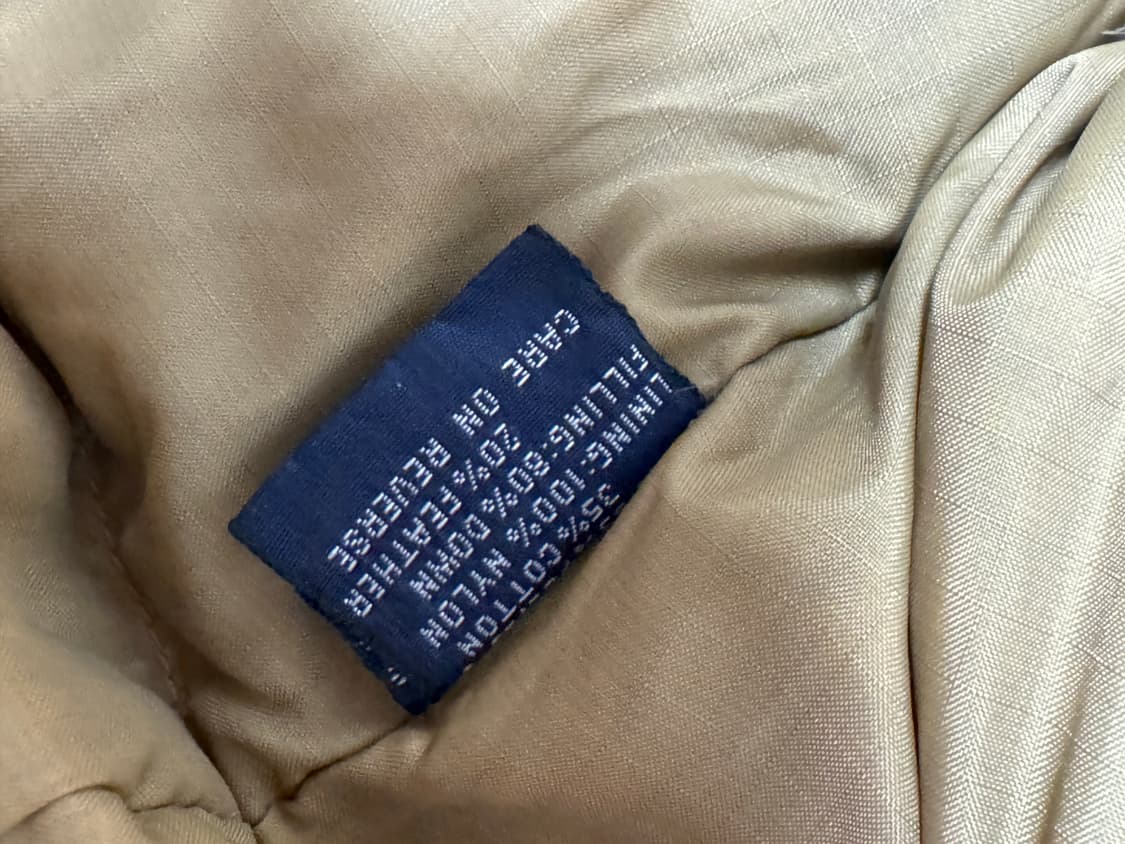 35% COTTON
LINING:100% NYLON
FILLING:80% DOWN
20% FEATHER
CARE ON REVERSE